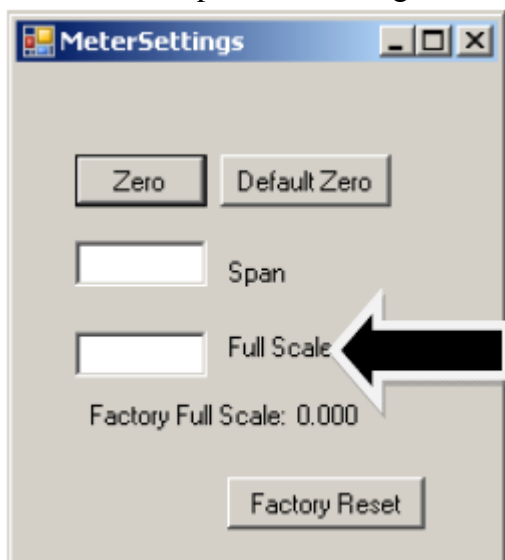 MeterSettings
Zero Default Zero
Span
Full Scale
Factory Full Scale: 0.000
Factory Reset